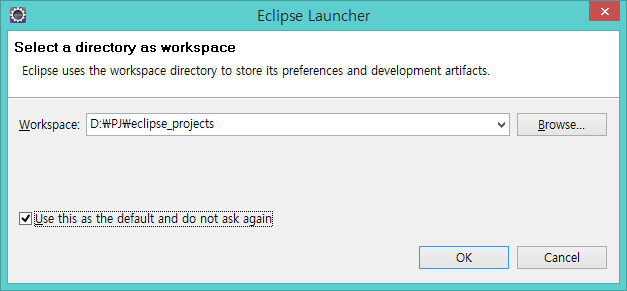 Eclipse Launcher
Select a directory as workspace
Eclipse uses the workspace directory to store its preferences and development artifacts.
Workspace: D:₩PJ₩eclipse_projects Browse...
Use this as the default and do not ask again
OK Cancel